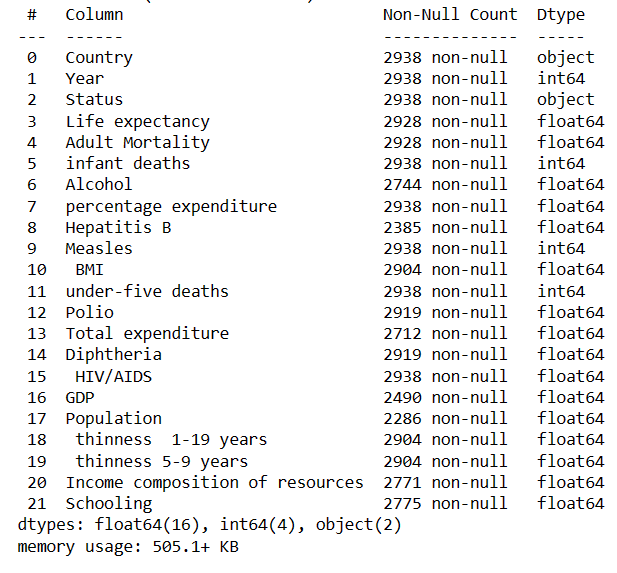 #   Column                           Non-Null Count  Dtype  
---  ------                           --------------  -----  
 0   Country                          2938 non-null   object 
 1   Year                             2938 non-null   int64  
 2   Status                           2938 non-null   object 
 3   Life expectancy                  2928 non-null   float64
 4   Adult Mortality                  2928 non-null   float64
 5   infant deaths                    2938 non-null   int64  
 6   Alcohol                          2744 non-null   float64
 7   percentage expenditure           2938 non-null   float64
 8   Hepatitis B                      2385 non-null   float64
 9   Measles                          2938 non-null   int64  
 10   BMI                             2904 non-null   float64
 11  under-five deaths                2938 non-null   int64  
 12  Polio                            2919 non-null   float64
 13  Total expenditure                2712 non-null   float64
 14  Diphtheria                       2919 non-null   float64
 15   HIV/AIDS                        2938 non-null   float64
 16  GDP                              2490 non-null   float64
 17  Population                       2286 non-null   float64
 18   thinness  1-19 years            2904 non-null   float64
 19   thinness 5-9 years              2904 non-null   float64
 20  Income composition of resources  2771 non-null   float64
 21  Schooling                        2775 non-null   float64
dtypes: float64(16), int64(4), object(2)
memory usage: 505.1+ KB